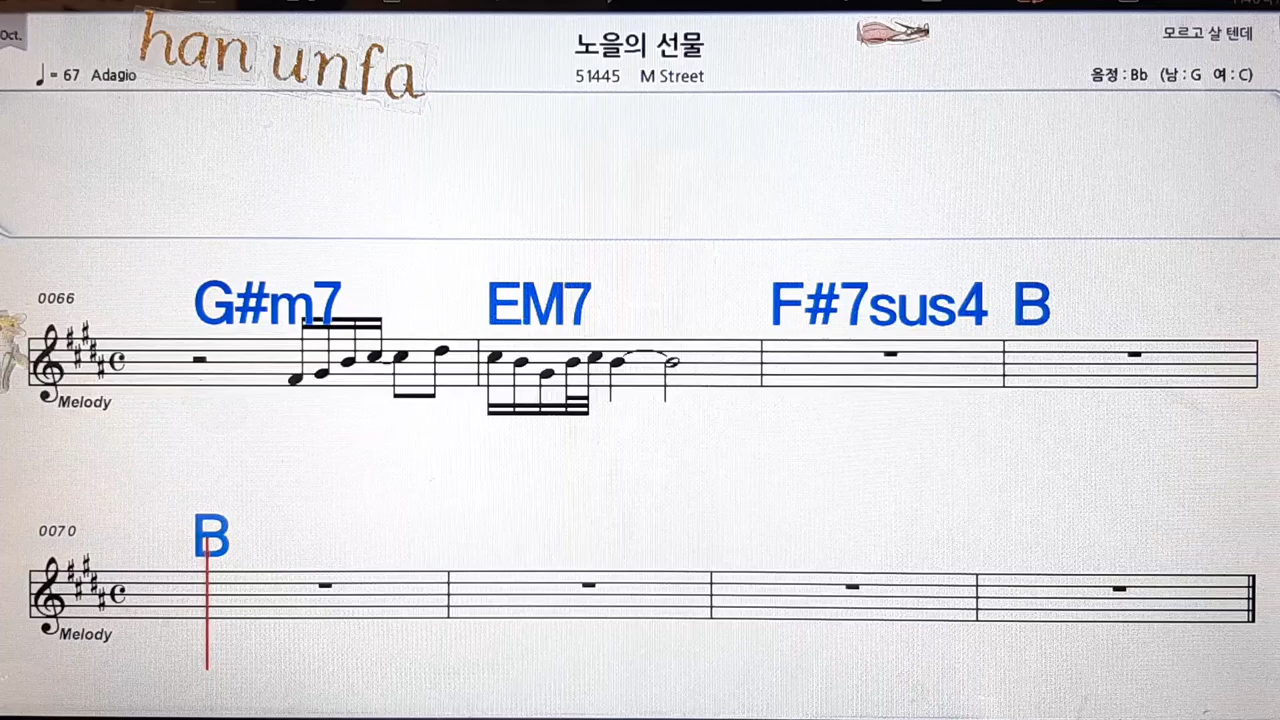 Oct.
han unfa
노을의 선물
모르고 살 텐데
♩= 67 Adagio
51445 M Street
음정 : Bb (남 : G 여 : C)
G#m7 EM7 F#7sus4 B
0066
Melody
B
0070
Melody